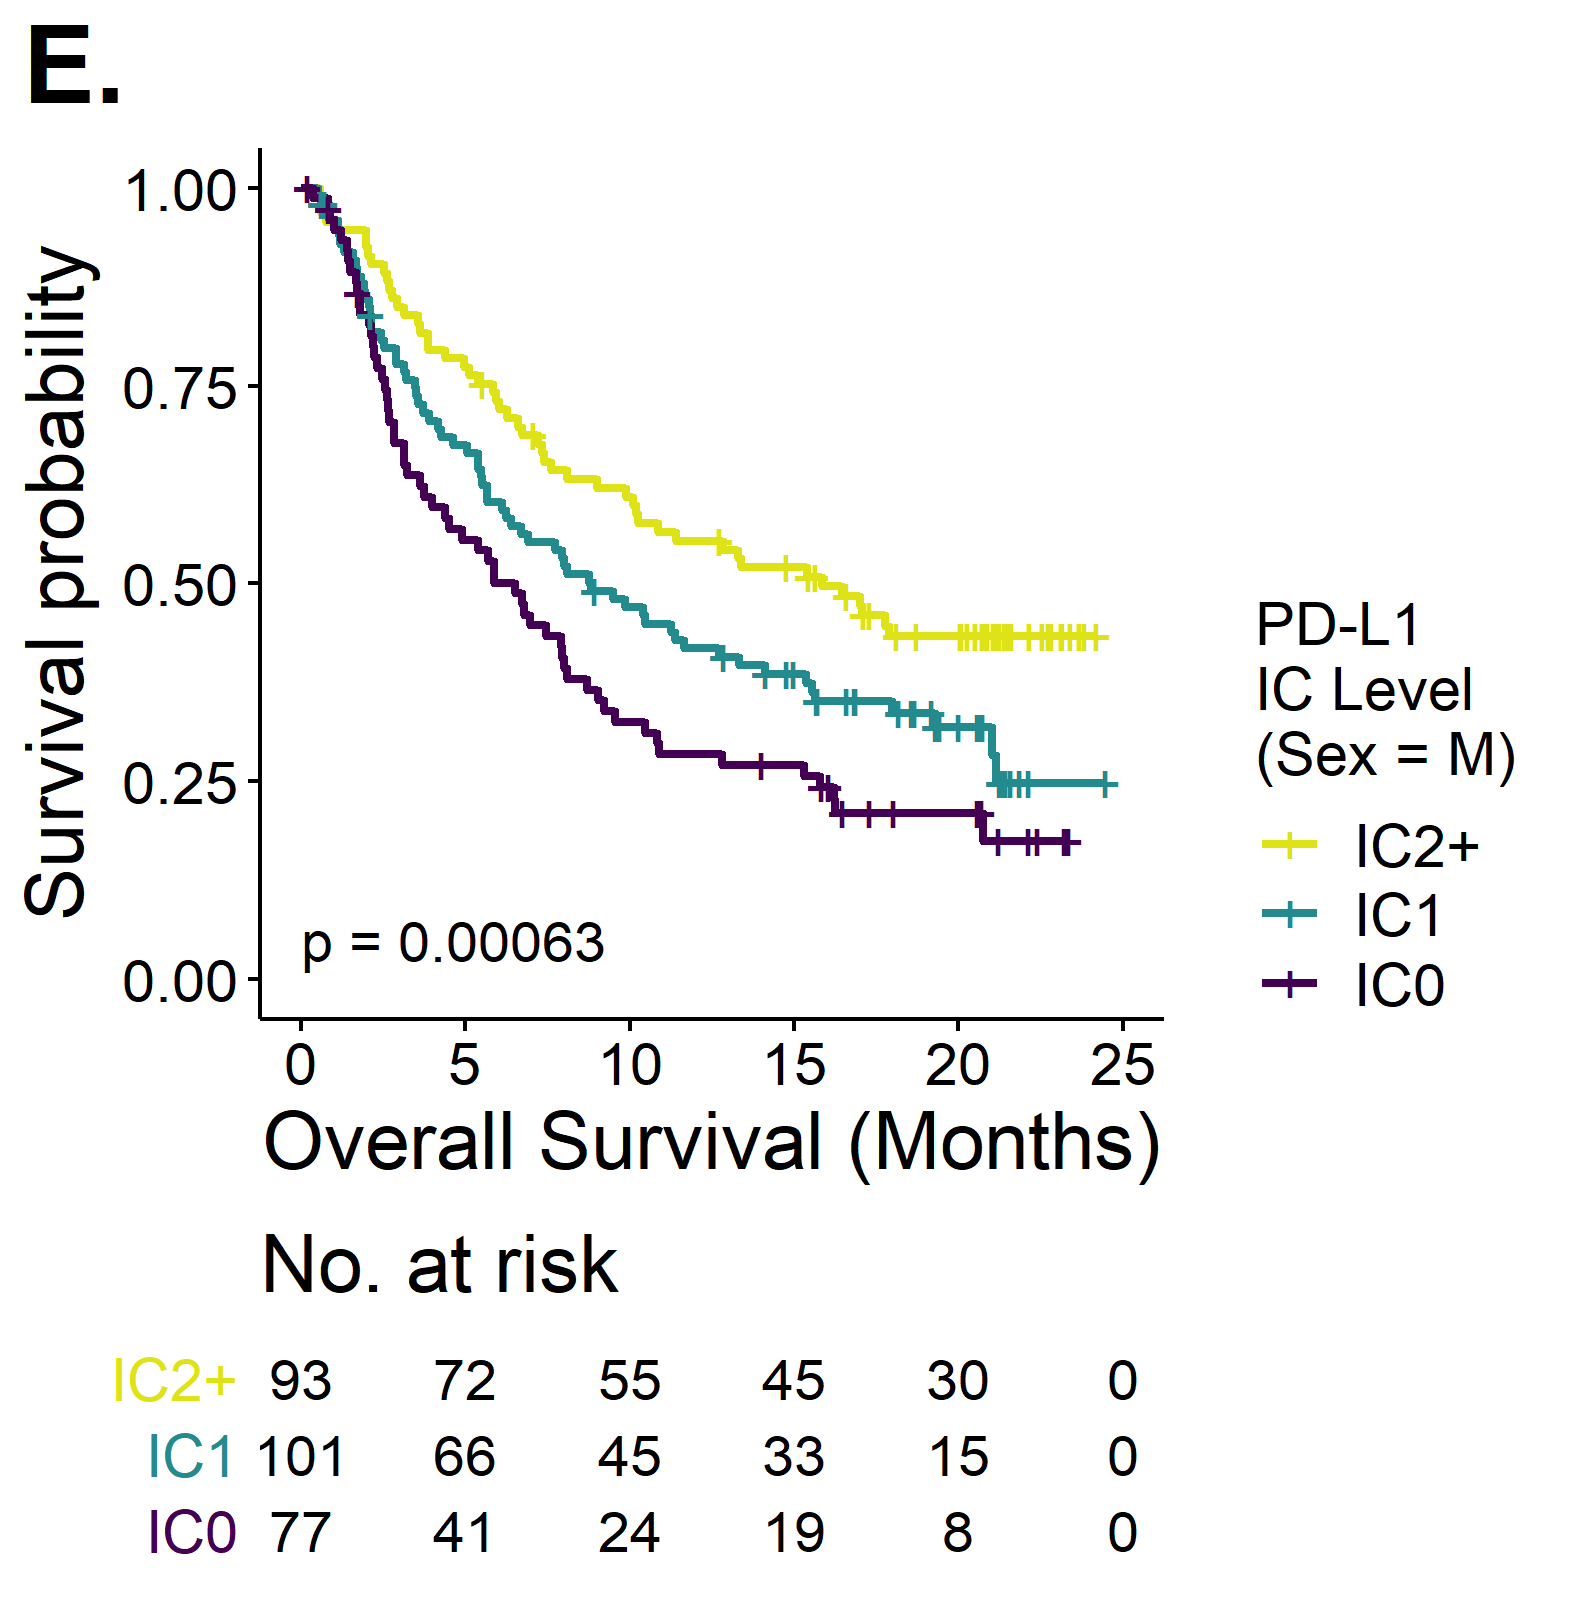 E.
Survival probability
1.00
0.75
0.50
0.25
0.00
p = 0.00063
0 5 10 15 20 25
Overall Survival (Months)
PD-L1
IC Level
(Sex = M)
IC2+
IC1
IC0
No. at risk
IC2+ 93 72 55 45 30 0
IC1 101 66 45 33 15 0
IC0 77 41 24 19 8 0